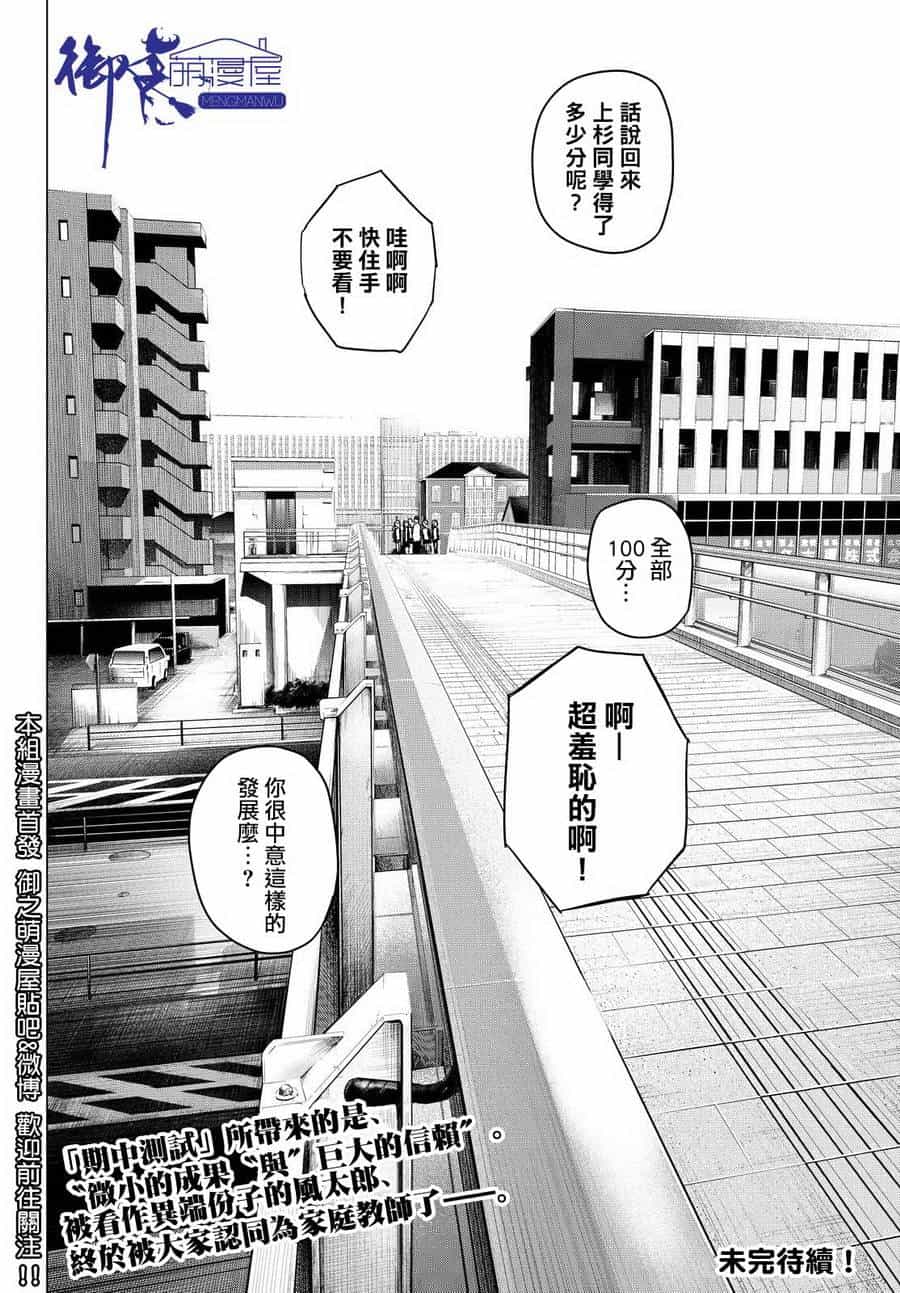 御宅萌漫屋
MENGMANWU
話說回來
上杉同學得了
多少分呢？
哇啊啊
快住手
不要看！
全部
100
分…
啊—
超羞恥的啊！
你很中意這樣的
發展麼…？
「期中測試」所帶來的是、
〝微小的成果〝與〞巨大的信賴〞。
被看作異端份子的風太郎、
終於被大家認同為家庭教師了——。
未完待續！
本組漫畫首發 御之萌漫屋貼吧&微博 歡迎前往關注!!